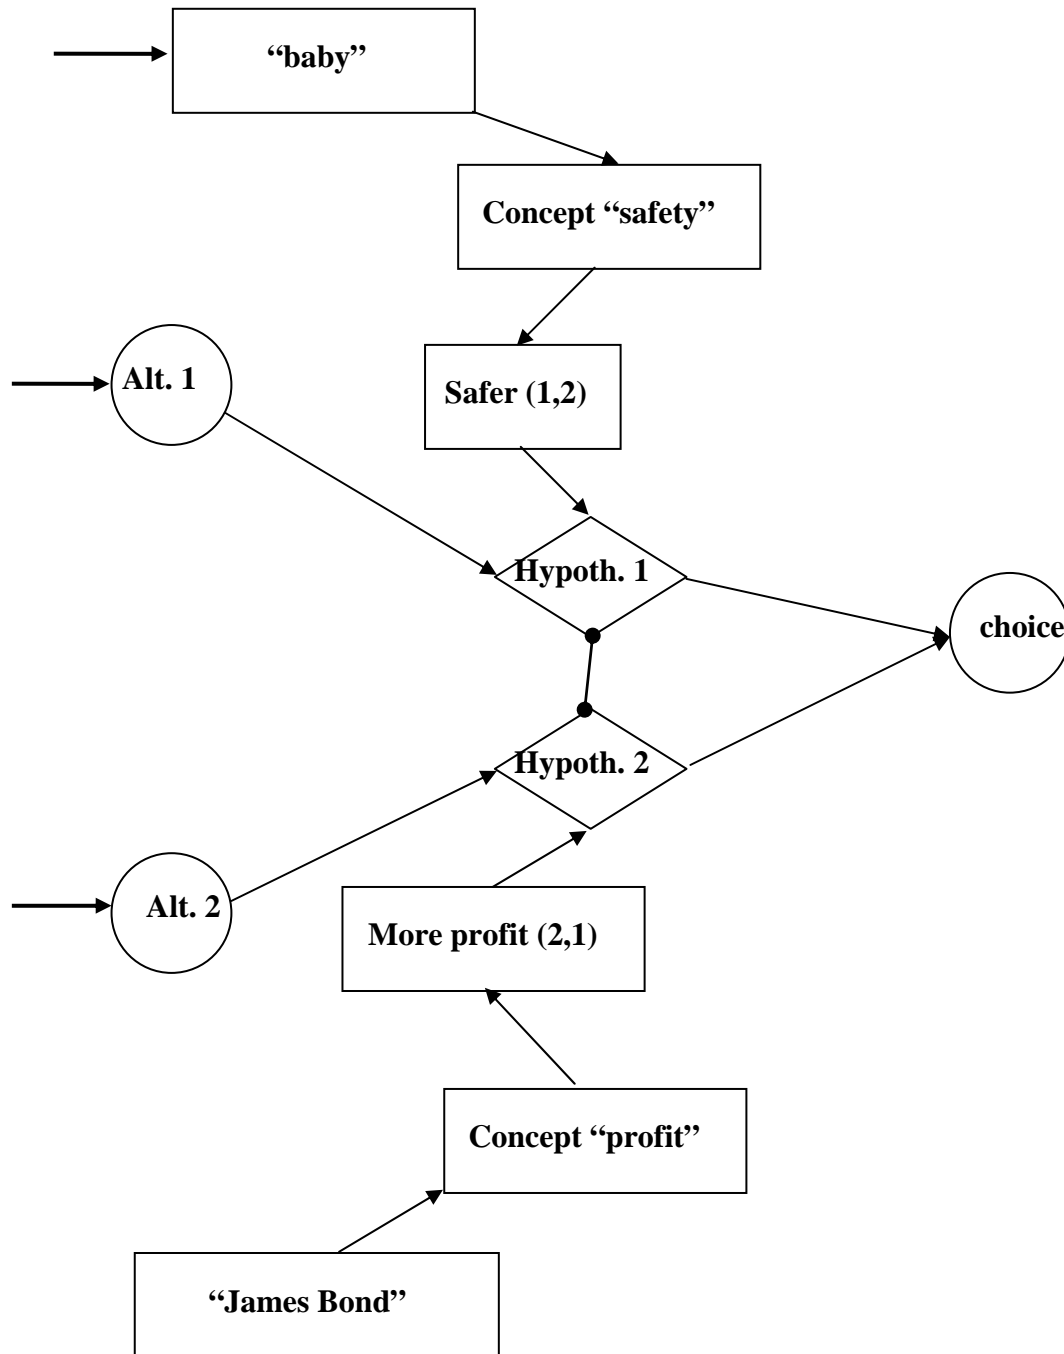 “baby”
Concept “safety”
Alt. 1
Safer (1,2)
Hypoth. 1
choice
Hypoth. 2
Alt. 2
More profit (2,1)
Concept “profit”
“James Bond”